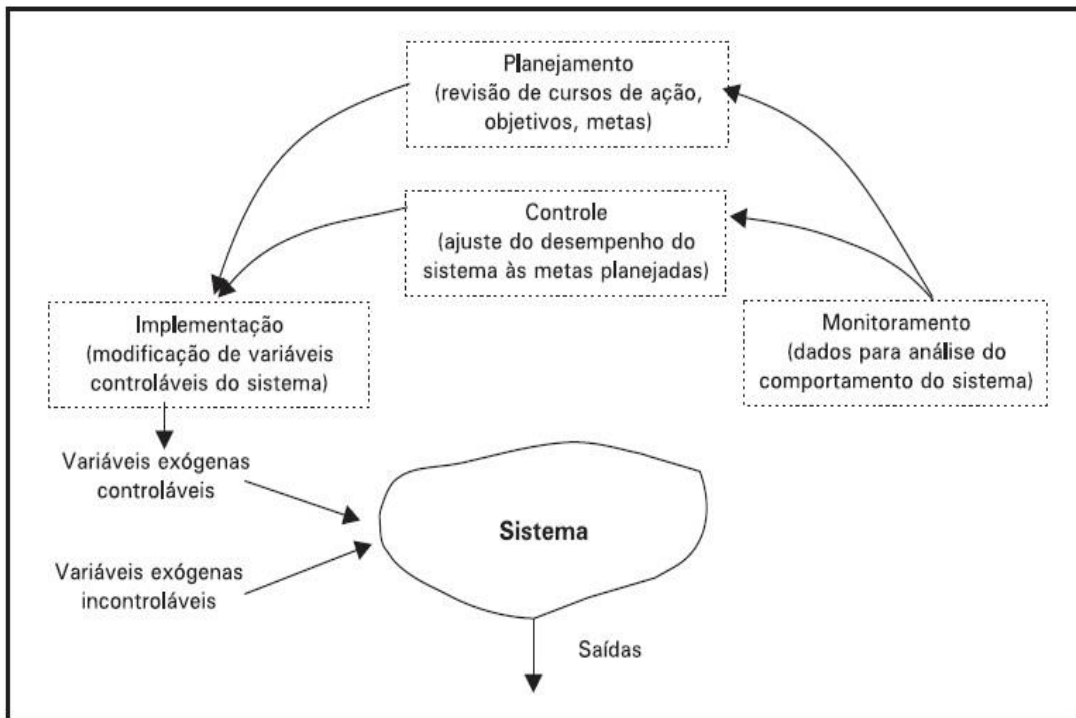 Planejamento
(revisão de cursos de ação,
objetivos, metas)
Controle
(ajuste do desempenho do
sistema às metas planejadas)
Implementação
(modificação de variáveis
controláveis do sistema)
Monitoramento
(dados para análise do
comportamento do sistema)
Variáveis exógenas
controláveis
Sistema
Variáveis exógenas
incontroláveis
Saídas